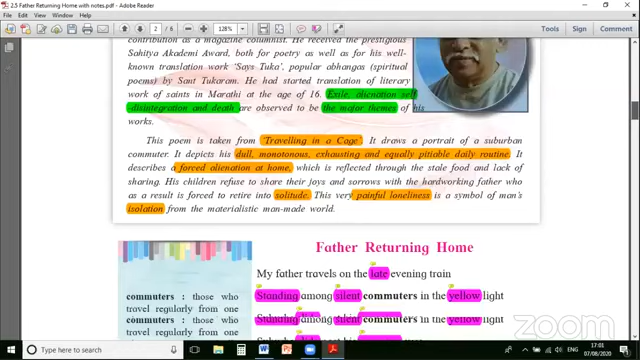 2.5 Father Returning Home with notes.pdf - Adobe Reader
File Edit View Window Help
2 / 6
128%
Tools Sign Comment
contribution as a magazine columnist. He received the prestigious
Sahitya Akademi Award, both for poetry as well as for his well-
known translation work 'Says Tuka', popular abhangas (spiritual
poems) by Sant Tukaram. He had started translation of literary
work of saints in Marathi at the age of 16. Exile, alienation self
-disintegration and death are observed to be the major themes of his
works.
This poem is taken from 'Travelling in a Cage'. It draws a portrait of a suburban
commuter. It depicts his dull, monotonous, exhausting and equally pitiable daily routine. It
describes a forced alienation at home, which is reflected through the stale food and lack of
sharing. His children refuse to share their joys and sorrows with the hardworking father who
as a result is forced to retire into solitude. This very painful loneliness is a symbol of man's
isolation from the materialistic man-made world.
Father Returning Home
My father travels on the late evening train
Standing among silent commuters in the yellow light
commuters : those who
travel regularly from one
commuters : those who
travel regularly from one
zoom
Type here to search
17:01
07/08/2020